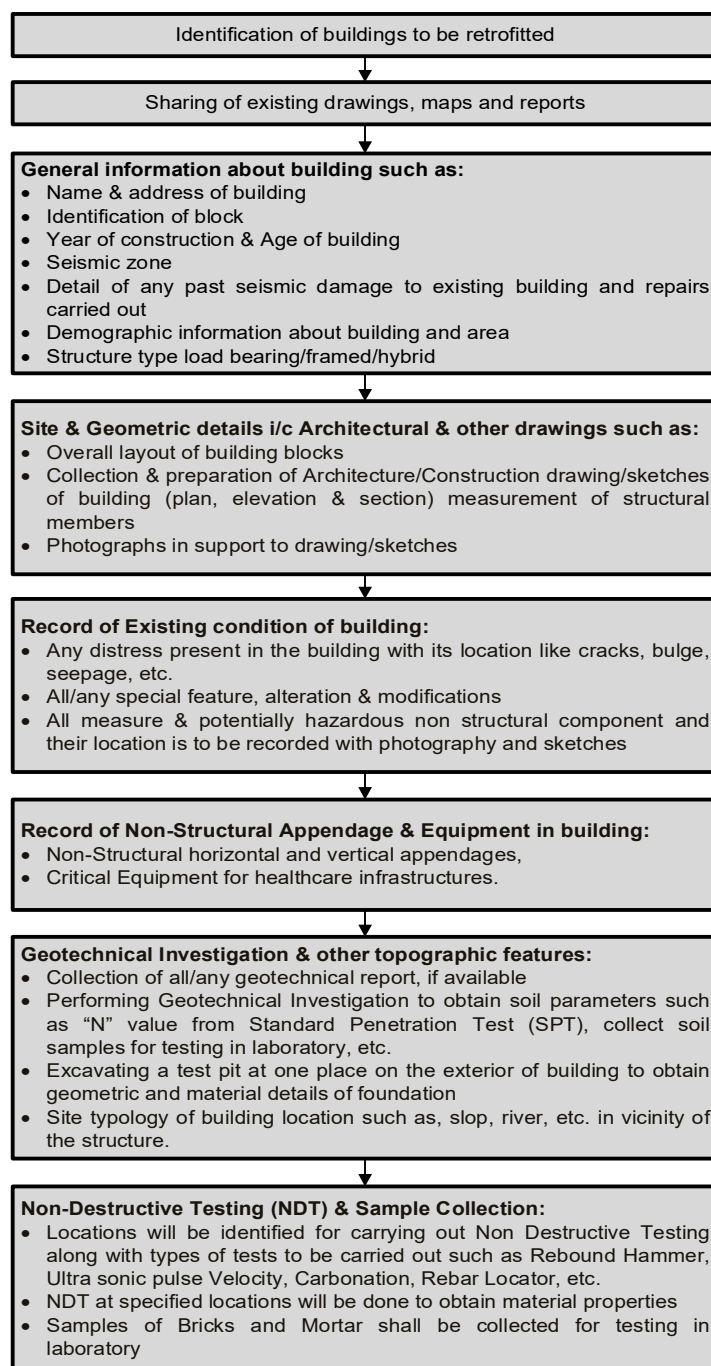 Identification of buildings to be retrofitted
Sharing of existing drawings, maps and reports
General information about building such as:
• Name & address of building
• Identification of block
• Year of construction & Age of building
• Seismic zone
• Detail of any past seismic damage to existing building and repairs
carried out
• Demographic information about building and area
• Structure type load bearing/framed/hybrid
Site & Geometric details i/c Architectural & other drawings such as:
• Overall layout of building blocks
• Collection & preparation of Architecture/Construction drawing/sketches
of building (plan, elevation & section) measurement of structural
members
• Photographs in support to drawing/sketches
Record of Existing condition of building:
• Any distress present in the building with its location like cracks, bulge,
seepage, etc.
• All/any special feature, alteration & modifications
• All measure & potentially hazardous non structural component and
their location is to be recorded with photography and sketches
Record of Non-Structural Appendage & Equipment in building:
• Non-Structural horizontal and vertical appendages,
• Critical Equipment for healthcare infrastructures.
Geotechnical Investigation & other topographic features:
• Collection of all/any geotechnical report, if available
• Performing Geotechnical Investigation to obtain soil parameters such
as “N” value from Standard Penetration Test (SPT), collect soil
samples for testing in laboratory, etc.
• Excavating a test pit at one place on the exterior of building to obtain
geometric and material details of foundation
• Site typology of building location such as, slop, river, etc. in vicinity of
the structure.
Non-Destructive Testing (NDT) & Sample Collection:
• Locations will be identified for carrying out Non Destructive Testing
along with types of tests to be carried out such as Rebound Hammer,
Ultra sonic pulse Velocity, Carbonation, Rebar Locator, etc.
• NDT at specified locations will be done to obtain material properties
• Samples of Bricks and Mortar shall be collected for testing in
laboratory